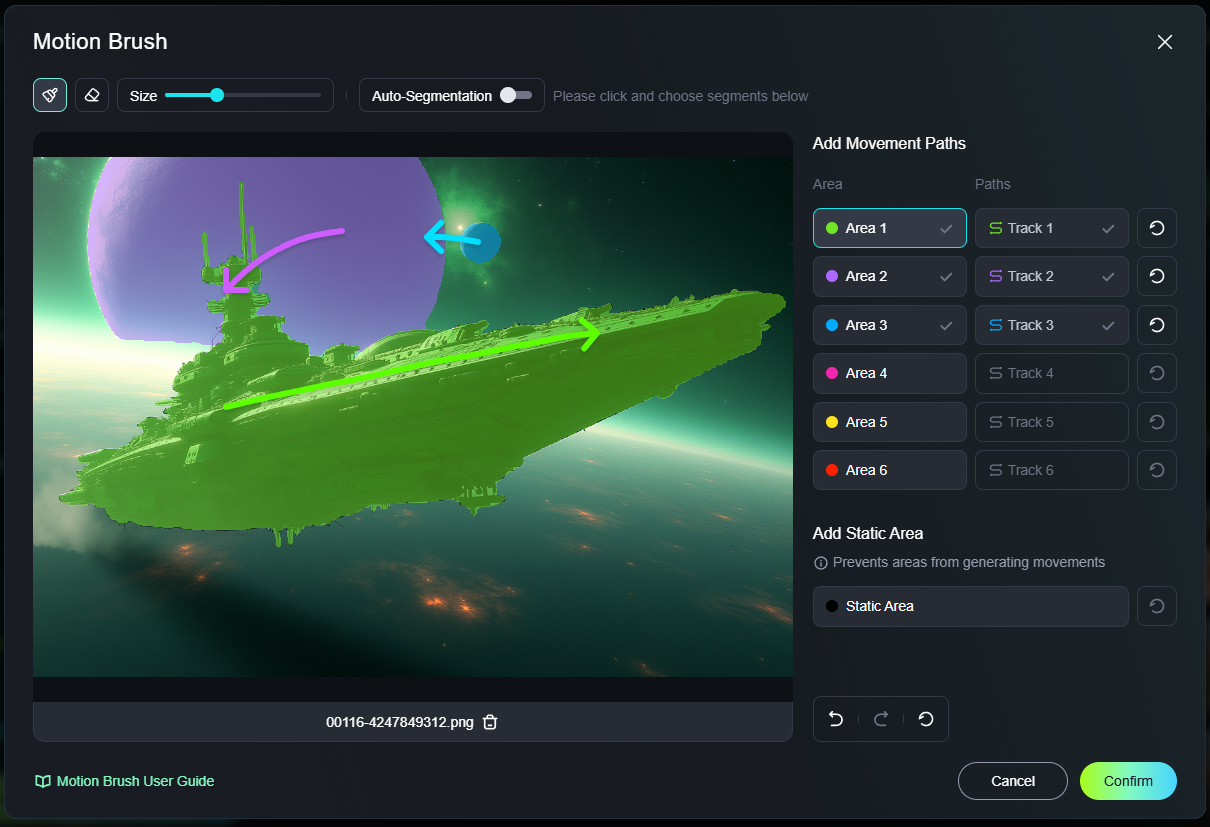 Motion Brush
Size
Auto-Segmentation
Please click and choose segments below
Add Movement Paths
Area
Paths
Area 1
Track 1
Area 2
Track 2
Area 3
Track 3
Area 4
Track 4
Area 5
Track 5
Area 6
Track 6
Add Static Area
Prevents areas from generating movements
Static Area
00116-4247849312.png
Motion Brush User Guide
Cancel
Confirm